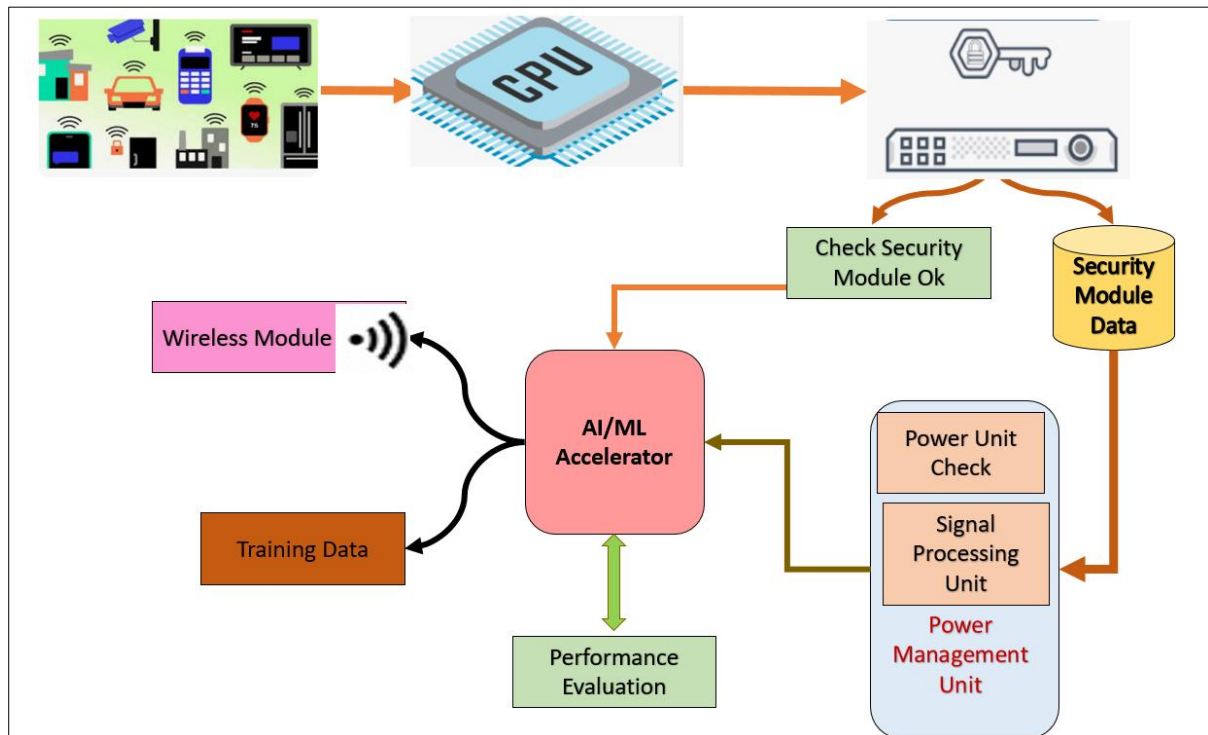 CPU
Check Security
Module Ok
Security
Module
Data
Wireless Module
AI/ML
Accelerator
Power Unit
Check
Signal
Processing
Unit
Power
Management
Unit
Training Data
Performance
Evaluation